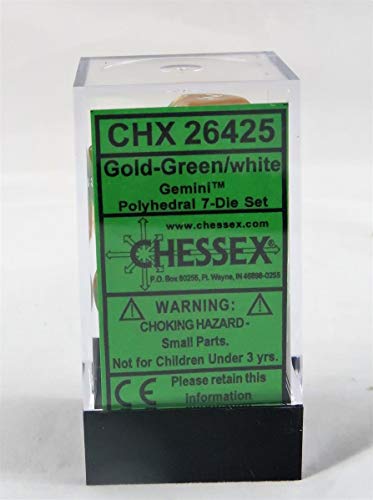 CHX 26425
Gold-Green/white
Gemini™
Polyhedral 7-Die Set
www.chessex.com
CHESSEX®
P.O. Box 80255, Ft. Wayne, IN 46898-0255
WARNING:
CHOKING HAZARD-
Small Parts.
Not for Children Under 3 yrs.
CE Please retain this
information